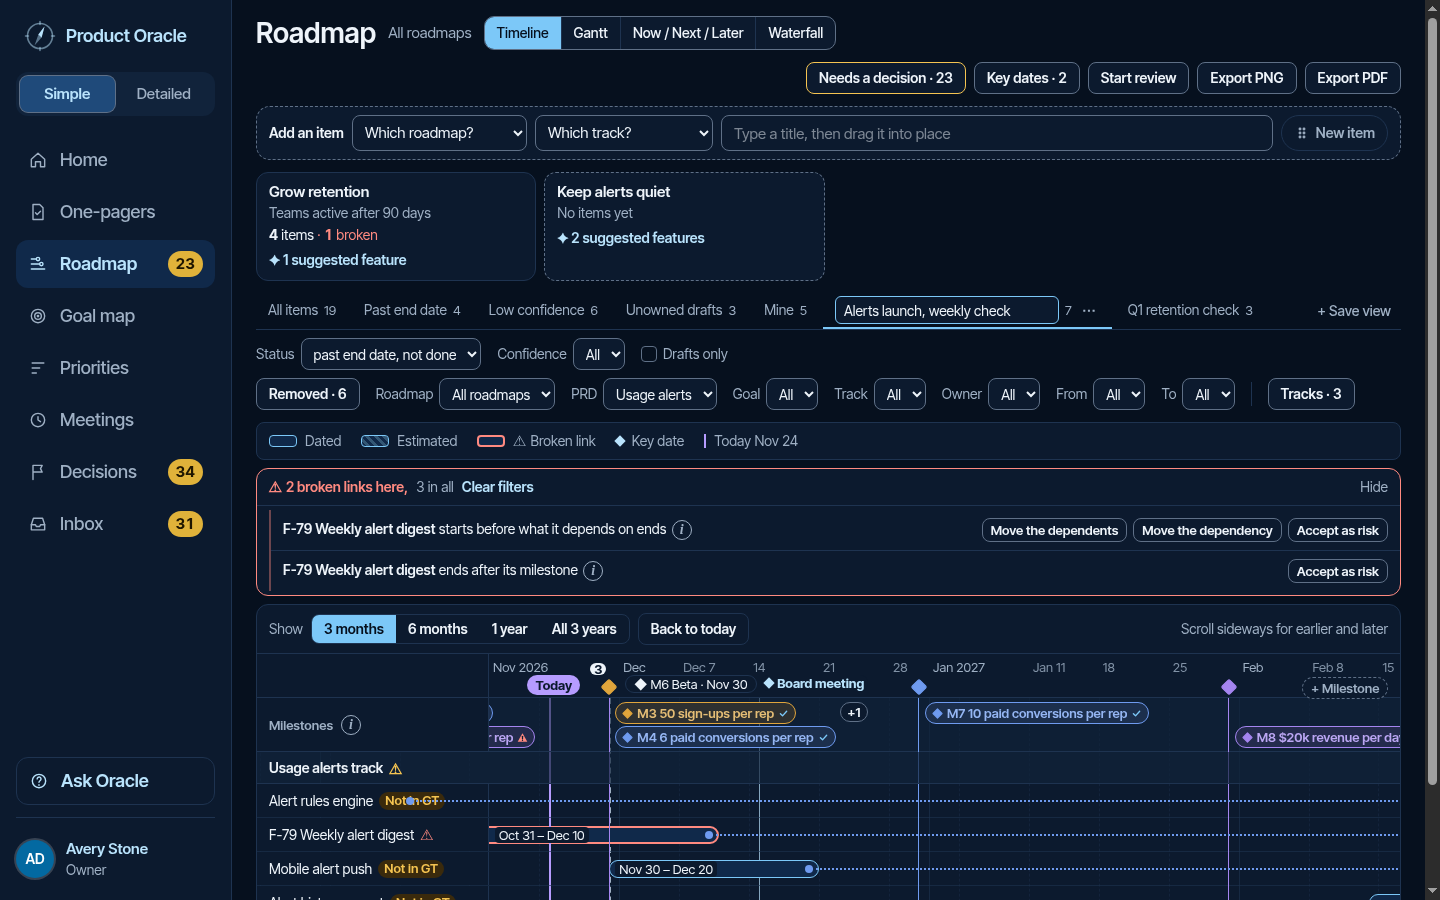 Product Oracle
Simple
Detailed
Home
One-pagers
Roadmap 23
Goal map
Priorities
Meetings
Decisions 34
Inbox 31
Ask Oracle
AD
Avery Stone
Owner
Roadmap All roadmaps Timeline Gantt Now / Next / Later Waterfall
Needs a decision · 23 Key dates · 2 Start review Export PNG Export PDF
Add an item Which roadmap? Which track? Type a title, then drag it into place New item
Grow retention
Teams active after 90 days
4 items · 1 broken
1 suggested feature
Keep alerts quiet
No items yet
2 suggested features
All items 19 Past end date 4 Low confidence 6 Unowned drafts 3 Mine 5 Alerts launch, weekly check 7 ··· Q1 retention check 3 + Save view
Status past end date, not done Confidence All Drafts only
Removed · 6 Roadmap All roadmaps PRD Usage alerts Goal All Track All Owner All From All To All Tracks · 3
Dated Estimated Broken link Key date Today Nov 24
2 broken links here, 3 in all Clear filters Hide
F-79 Weekly alert digest starts before what it depends on ends i Move the dependents Move the dependency Accept as risk
F-79 Weekly alert digest ends after its milestone i Accept as risk
Show 3 months 6 months 1 year All 3 years Back to today Scroll sideways for earlier and later
Nov 2026 3 Dec Dec 7 14 21 28 Jan 2027 Jan 11 18 25 Feb Feb 8 15
Today M6 Beta · Nov 30 Board meeting + Milestone
Milestones i
M3 50 sign-ups per rep ✓ +1 M7 10 paid conversions per rep ✓
rep M4 6 paid conversions per rep ✓ M8 $20k revenue per day
Usage alerts track
Alert rules engine Not in GT
F-79 Weekly alert digest Oct 31 – Dec 10
Mobile alert push Not in GT Nov 30 – Dec 20